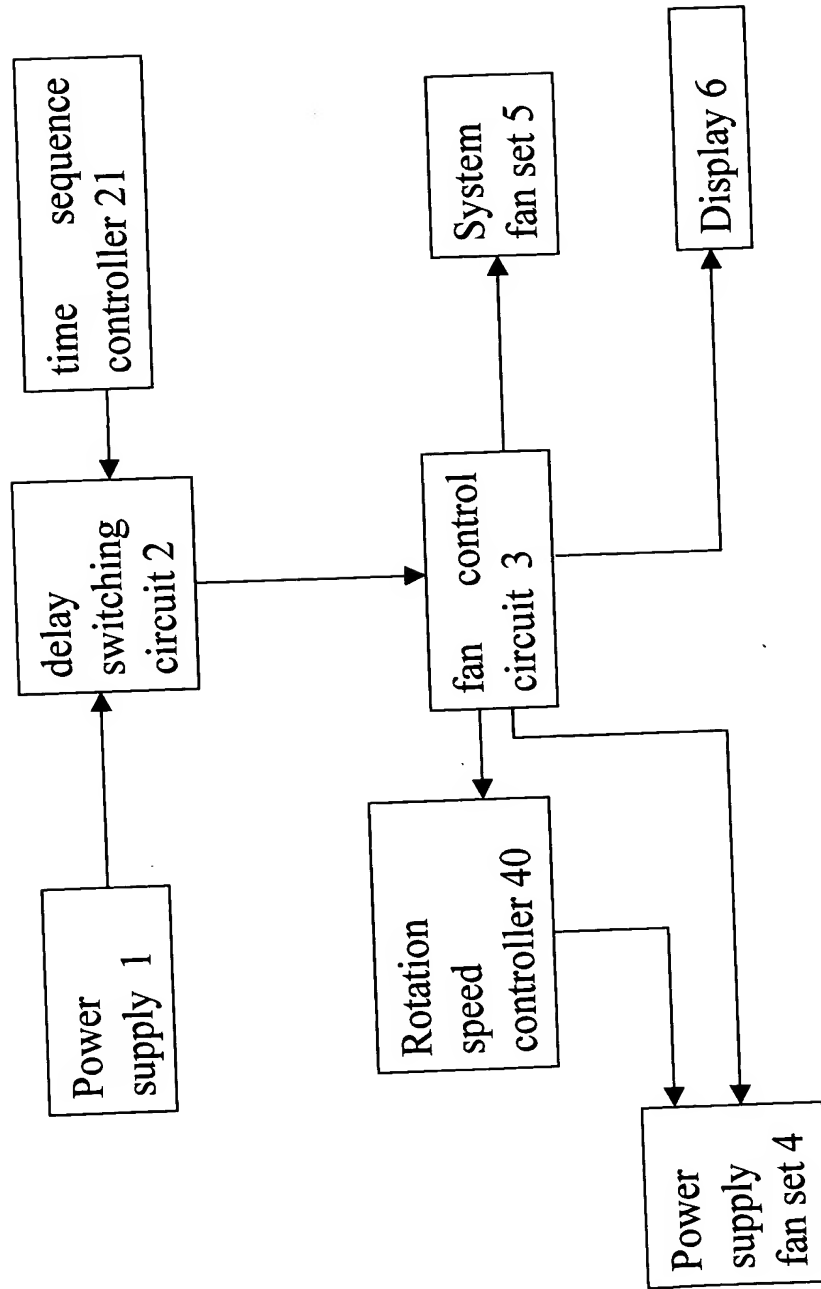 Power
supply 1
delay
switching
circuit 2
time sequence
controller 21
Rotation
speed
controller 40
fan control
circuit 3
System
fan set 5
Power
supply
fan set 4
Display 6